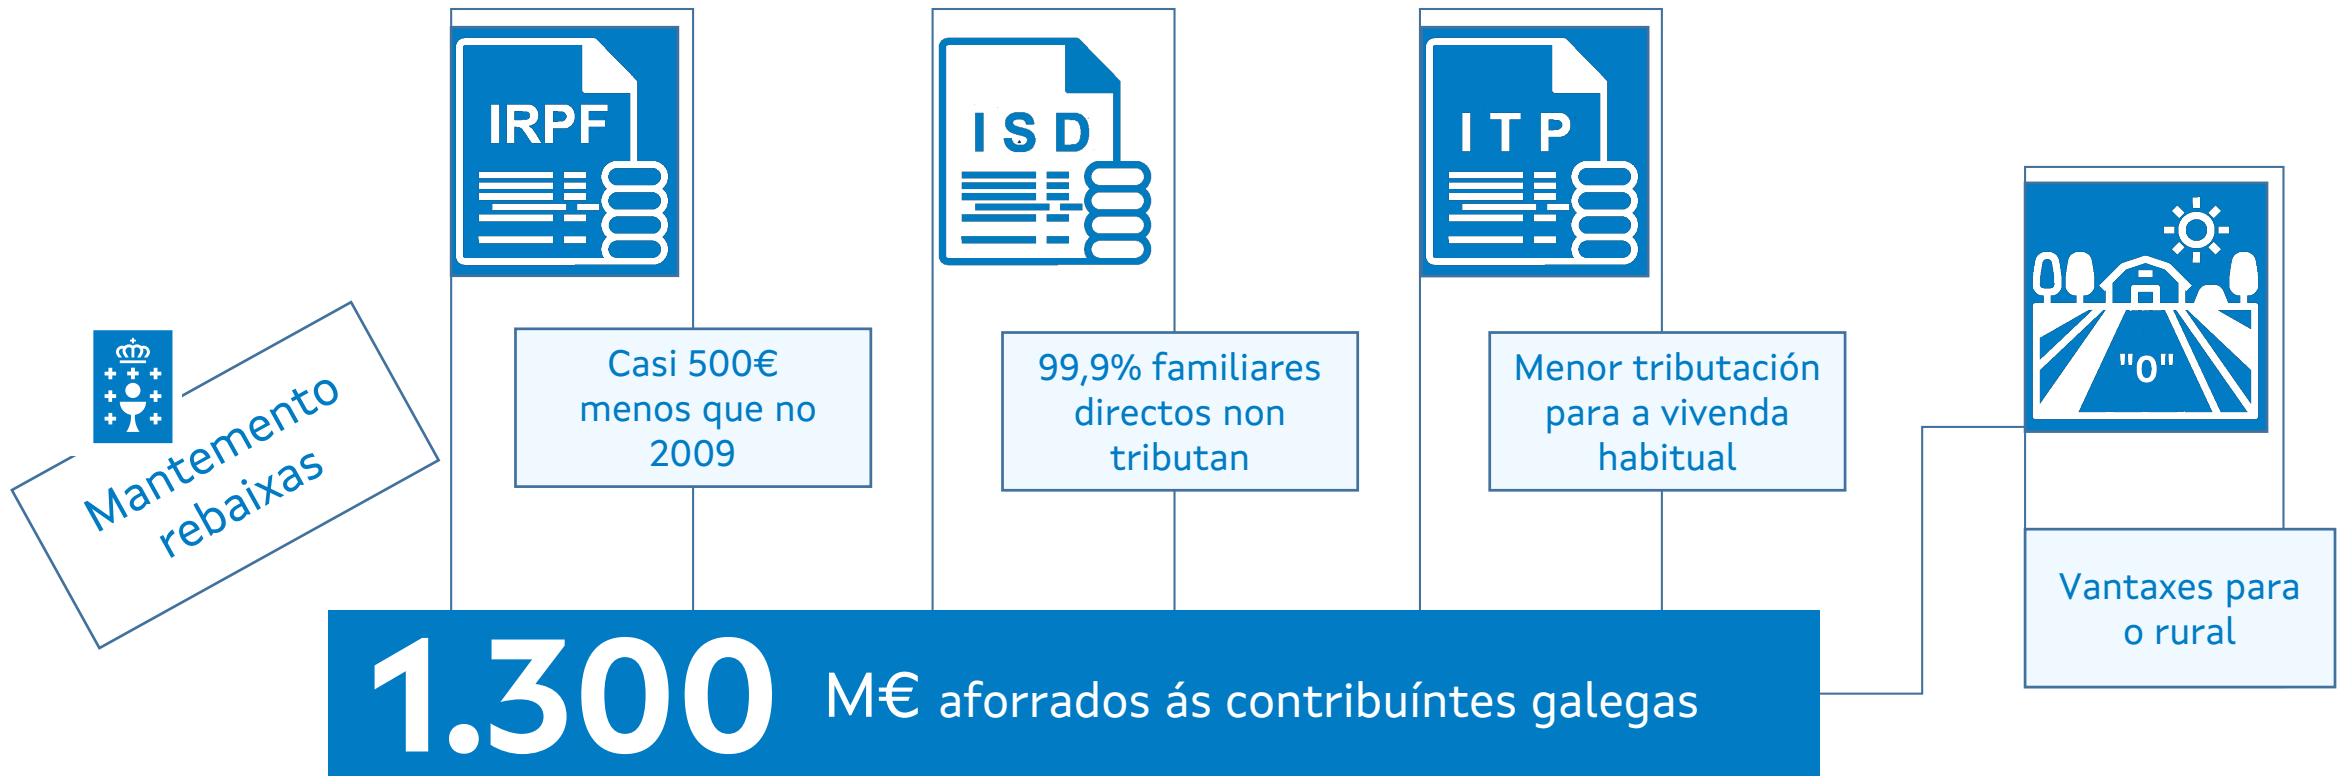 IRPF
I S D
I T P
"0"
Mantemento
rebaixas
Casi 500€
menos que no
2009
99,9% familiares
directos non
tributan
Menor tributación
para a vivenda
habitual
Vantaxes para
o rural
1.300 M€ aforrados ás contribuíntes galegas